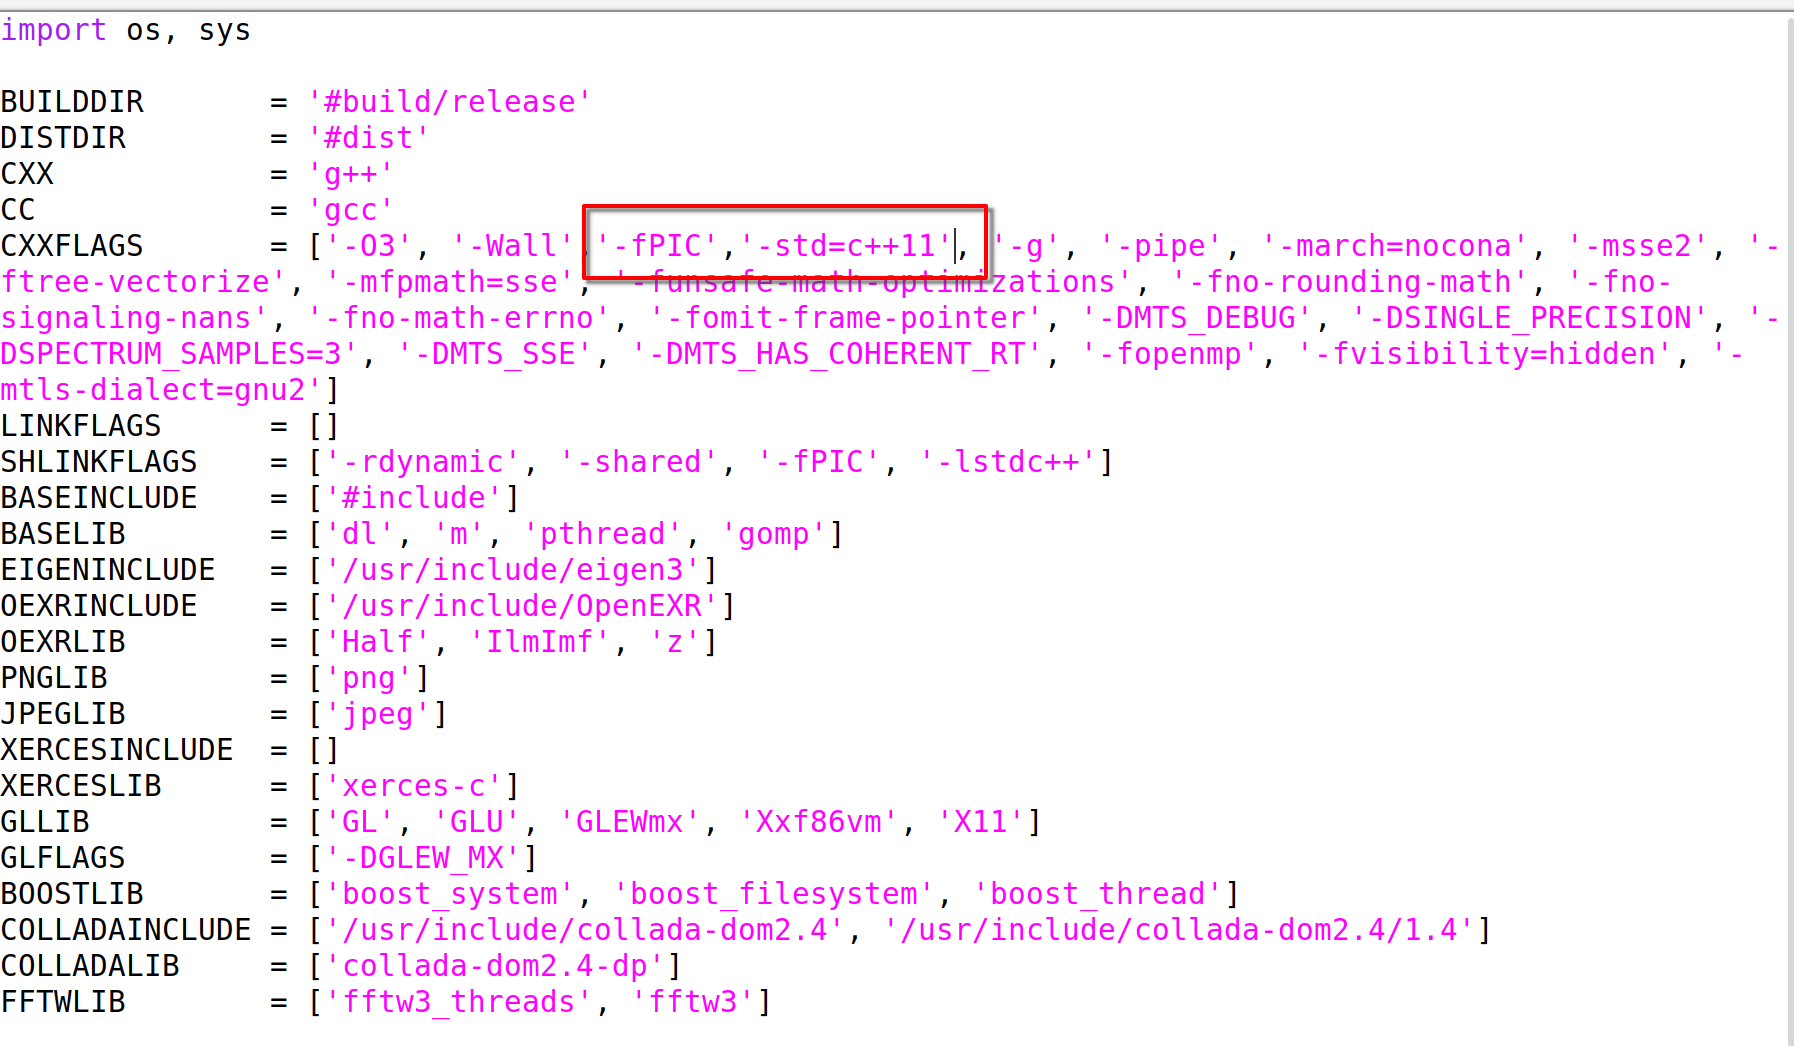 import os, sys
BUILDDIR = '#build/release'
DISTDIR = '#dist'
CXX = 'g++'
CC = 'gcc'
CXXFLAGS = ['-O3', '-Wall','-fPIC','-std=c++11', '-g', '-pipe', '-march=nocona', '-msse2', '-
ftree-vectorize', '-mfpmath=sse', '-funsafe-math-optimizations', '-fno-rounding-math', '-fno-
signaling-nans', '-fno-math-errno', '-fomit-frame-pointer', '-DMTS_DEBUG', '-DSINGLE_PRECISION', '-
DSPECTRUM_SAMPLES=3', '-DMTS_SSE', '-DMTS_HAS_COHERENT_RT', '-fopenmp', '-fvisibility=hidden', '-
mtls-dialect=gnu2']
LINKFLAGS = []
SHLINKFLAGS = ['-rdynamic', '-shared', '-fPIC', '-lstdc++']
BASEINCLUDE = ['#include']
BASELIB = ['dl', 'm', 'pthread', 'gomp']
EIGENINCLUDE = ['/usr/include/eigen3']
OEXRINCLUDE = ['/usr/include/OpenEXR']
OEXRLIB = ['Half', 'IlmImf', 'z']
PNGLIB = ['png']
JPEGLIB = ['jpeg']
XERCESINCLUDE = []
XERCESLIB = ['xerces-c']
GLLIB = ['GL', 'GLU', 'GLEWmx', 'Xxf86vm', 'X11']
GLFLAGS = ['-DGLEW_MX']
BOOSTLIB = ['boost_system', 'boost_filesystem', 'boost_thread']
COLLADAINCLUDE = ['/usr/include/collada-dom2.4', '/usr/include/collada-dom2.4/1.4']
COLLADALIB = ['collada-dom2.4-dp']
FFTWLIB = ['fftw3_threads', 'fftw3']